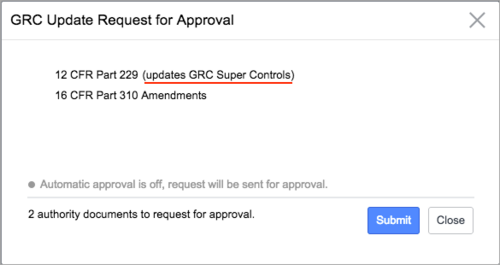 GRC Update Request for Approval
12 CFR Part 229 (updates GRC Super Controls)
16 CFR Part 310 Amendments
Automatic approval is off, request will be sent for approval.
2 authority documents to request for approval.
Submit
Close